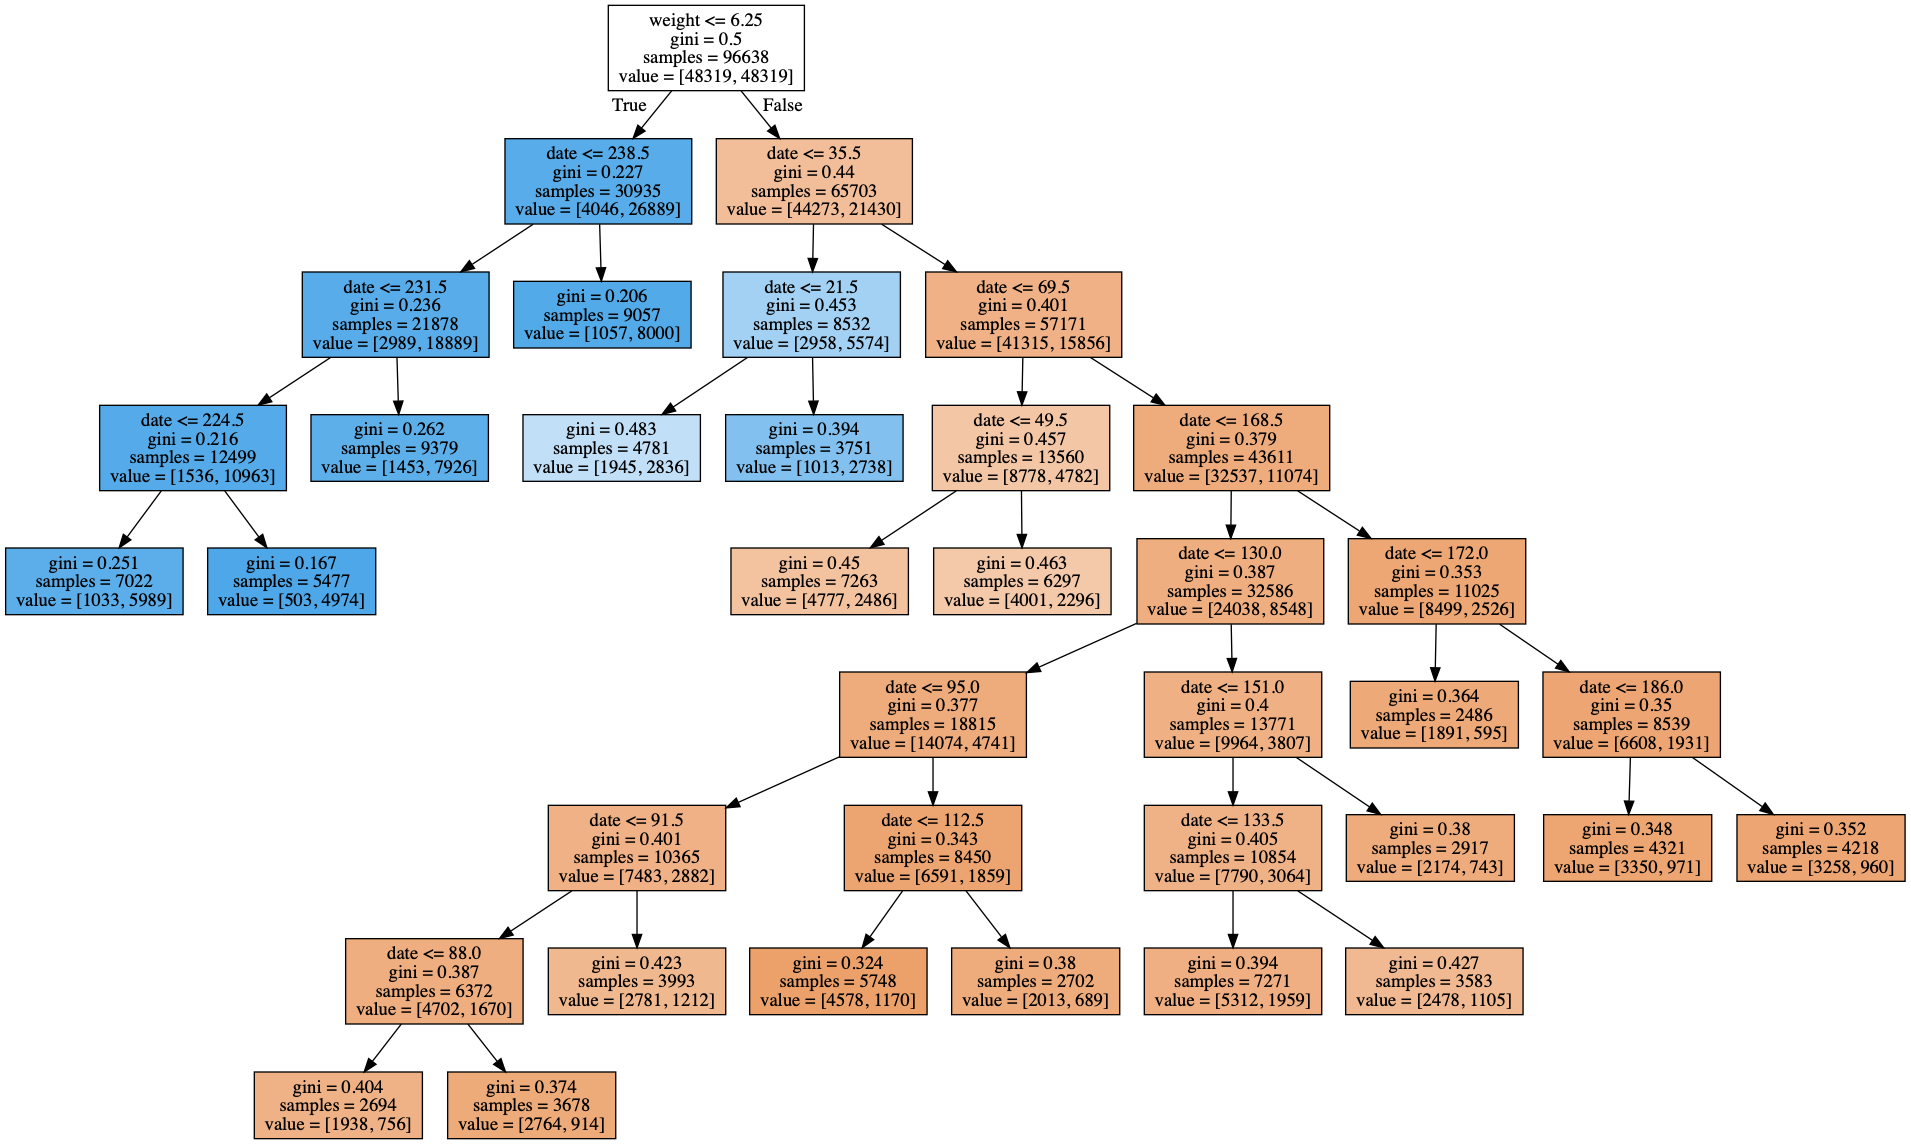 weight <= 6.25
gini = 0.5
samples = 96638
value = [48319, 48319]
True
False
date <= 238.5
gini = 0.227
samples = 30935
value = [4046, 26889]
date <= 35.5
gini = 0.44
samples = 65703
value = [44273, 21430]
date <= 231.5
gini = 0.236
samples = 21878
value = [2989, 18889]
gini = 0.206
samples = 9057
value = [1057, 8000]
date <= 21.5
gini = 0.453
samples = 8532
value = [2958, 5574]
date <= 69.5
gini = 0.401
samples = 57171
value = [41315, 15856]
date <= 224.5
gini = 0.216
samples = 12499
value = [1536, 10963]
gini = 0.262
samples = 9379
value = [1453, 7926]
gini = 0.483
samples = 4781
value = [1945, 2836]
gini = 0.394
samples = 3751
value = [1013, 2738]
date <= 49.5
gini = 0.457
samples = 13560
value = [8778, 4782]
date <= 168.5
gini = 0.379
samples = 43611
value = [32537, 11074]
gini = 0.251
samples = 7022
value = [1033, 5989]
gini = 0.167
samples = 5477
value = [503, 4974]
gini = 0.45
samples = 7263
value = [4777, 2486]
gini = 0.463
samples = 6297
value = [4001, 2296]
date <= 130.0
gini = 0.387
samples = 32586
value = [24038, 8548]
date <= 172.0
gini = 0.353
samples = 11025
value = [8499, 2526]
date <= 95.0
gini = 0.377
samples = 18815
value = [14074, 4741]
date <= 151.0
gini = 0.4
samples = 13771
value = [9964, 3807]
gini = 0.364
samples = 2486
value = [1891, 595]
date <= 186.0
gini = 0.35
samples = 8539
value = [6608, 1931]
date <= 91.5
gini = 0.401
samples = 10365
value = [7483, 2882]
date <= 112.5
gini = 0.343
samples = 8450
value = [6591, 1859]
date <= 133.5
gini = 0.405
samples = 10854
value = [7790, 3064]
gini = 0.38
samples = 2917
value = [2174, 743]
gini = 0.348
samples = 4321
value = [3350, 971]
gini = 0.352
samples = 4218
value = [3258, 960]
date <= 88.0
gini = 0.387
samples = 6372
value = [4702, 1670]
gini = 0.423
samples = 3993
value = [2781, 1212]
gini = 0.324
samples = 5748
value = [4578, 1170]
gini = 0.38
samples = 2702
value = [2013, 689]
gini = 0.394
samples = 7271
value = [5312, 1959]
gini = 0.427
samples = 3583
value = [2478, 1105]
gini = 0.404
samples = 2694
value = [1938, 756]
gini = 0.374
samples = 3678
value = [2764, 914]